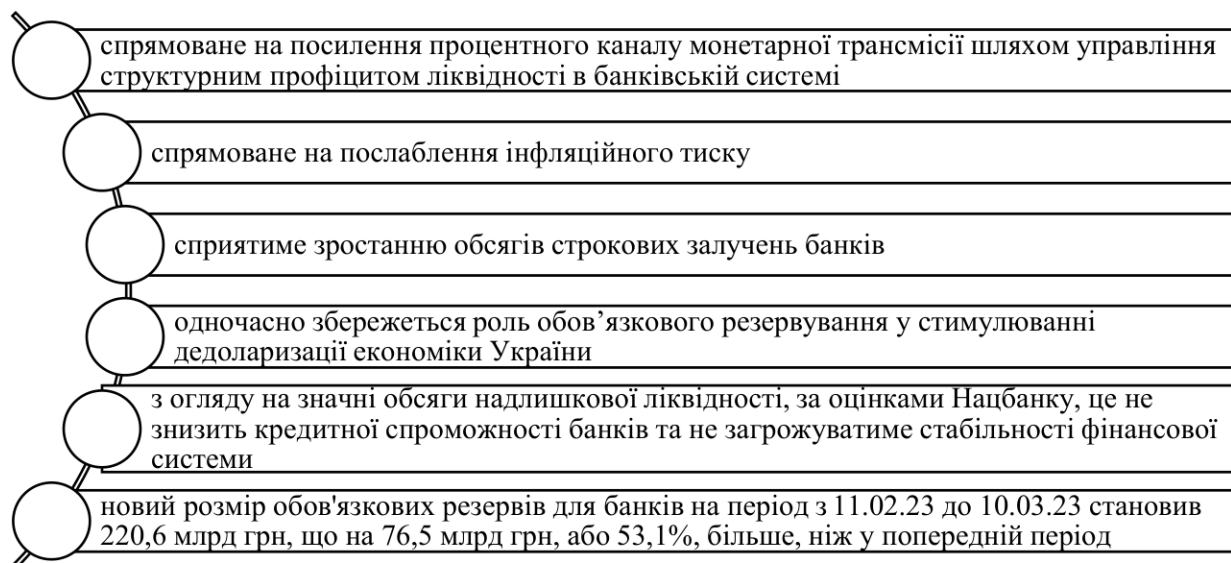 спрямоване на посилення процентного каналу монетарної трансмісії шляхом управління
структурним профіцитом ліквідності в банківській системі
спрямоване на послаблення інфляційного тиску
сприятиме зростанню обсягів строкових залучень банків
одночасно збережеться роль обов’язкового резервування у стимулюванні
дедоларизації економіки України
з огляду на значні обсяги надлишкової ліквідності, за оцінками Нацбанку, це не
знизить кредитної спроможності банків та не загрожуватиме стабільності фінансової
системи
новий розмір обов'язкових резервів для банків на період з 11.02.23 до 10.03.23 становив
220,6 млрд грн, що на 76,5 млрд грн, або 53,1%, більше, ніж у попередній період